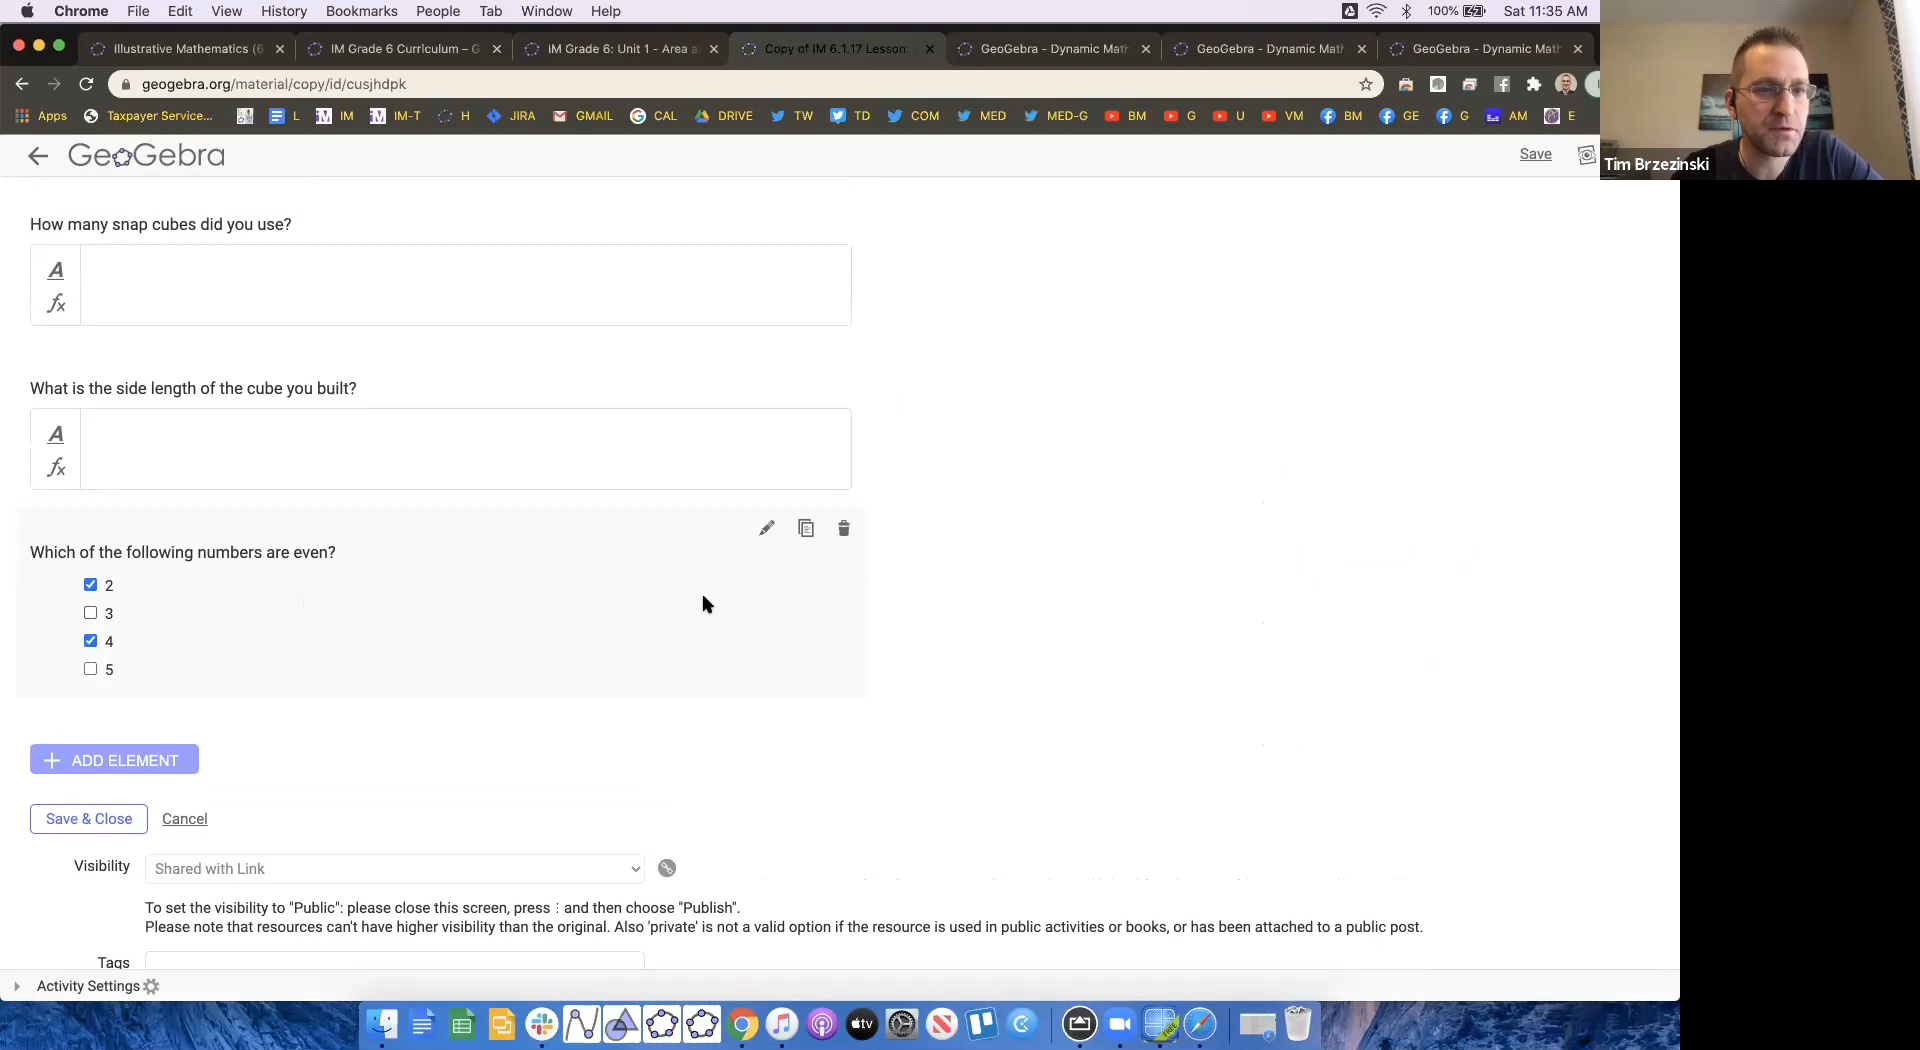 Chrome File Edit View History Bookmarks People Tab Window Help 100% Sat 11:35 AM
Illustrative Mathematics (6 IM Grade 6 Curriculum – G IM Grade 6: Unit 1 - Area a Copy of IM 6.1.17 Lesson: GeoGebra - Dynamic Math GeoGebra - Dynamic Math GeoGebra - Dynamic Math
geogebra.org/material/copy/id/cusjhdpk
Apps Taxpayer Service... L IM IM-T H JIRA GMAIL CAL DRIVE TW TD COM MED MED-G BM G U VM BM GE G AM E
GeoGebra Save
Tim Brzezinski
How many snap cubes did you use?
A
fx
What is the side length of the cube you built?
A
fx
Which of the following numbers are even?
2
3
4
5
+ ADD ELEMENT
Save & Close Cancel
Visibility Shared with Link
To set the visibility to "Public": please close this screen, press ⋮ and then choose "Publish".
Please note that resources can't have higher visibility than the original. Also 'private' is not a valid option if the resource is used in public activities or books, or has been attached to a public post.
Tags
Activity Settings
tv
FREE